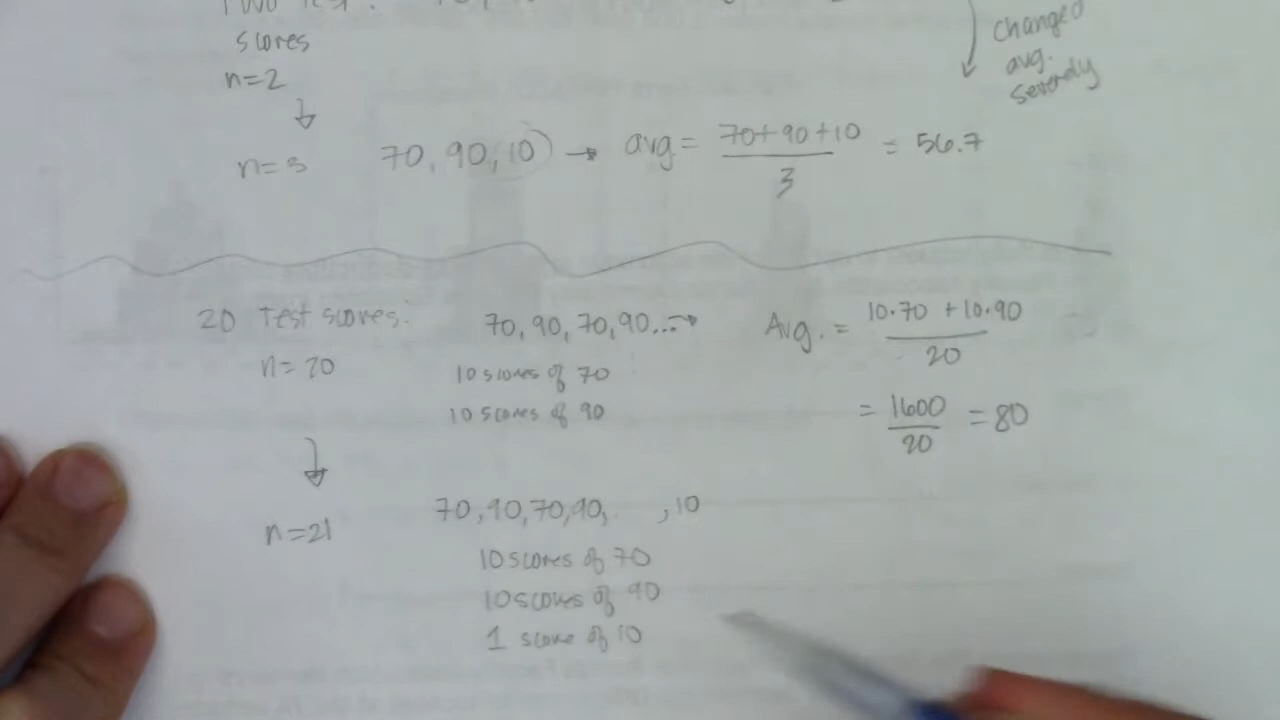 scores
n=2
changed
avg.
severely
↓
n=3 70, 90, 10 → avg = 70+90+10 / 3 = 56.7
20 test scores: 70, 90, 70, 90...→ Avg. = 10·70 + 10·90 / 20
n=20 10 scores of 70
10 scores of 90 = 1600 / 20 = 80
↓
n=21 70, 90, 70, 90, , 10
10 scores of 70
10 scores of 90
1 score of 10